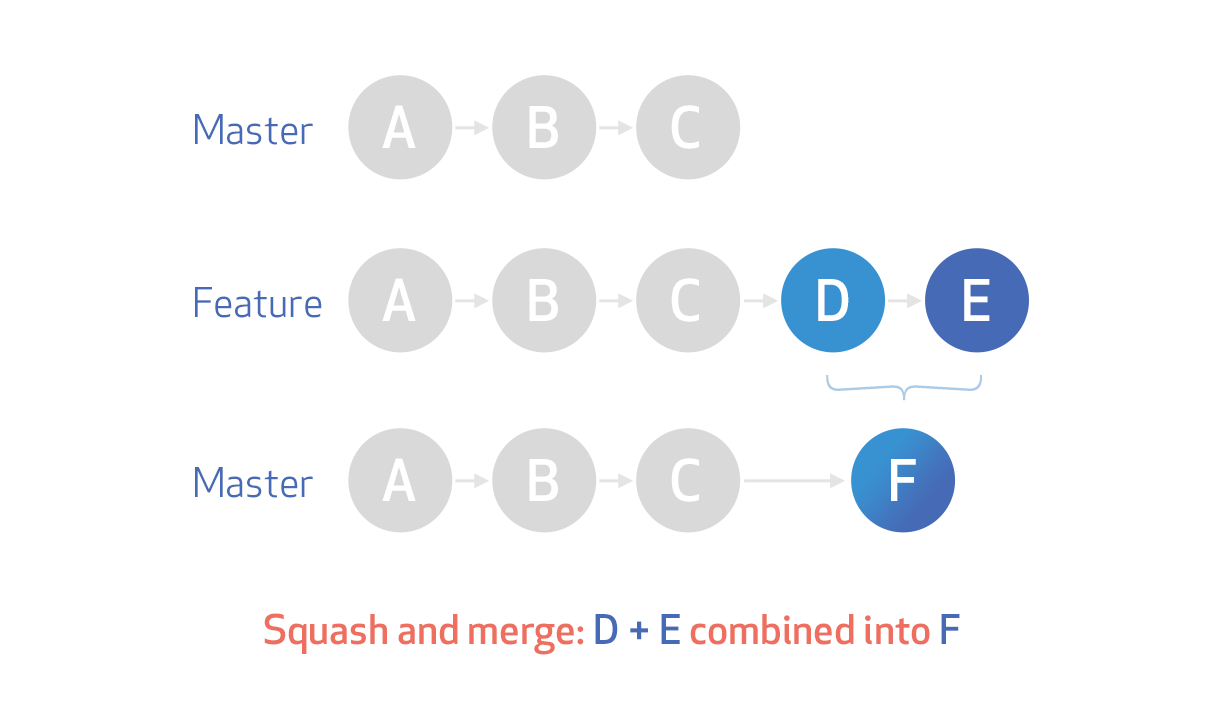 Master A B C
Feature A B C D E
Master A B C F
Squash and merge: D + E combined into F